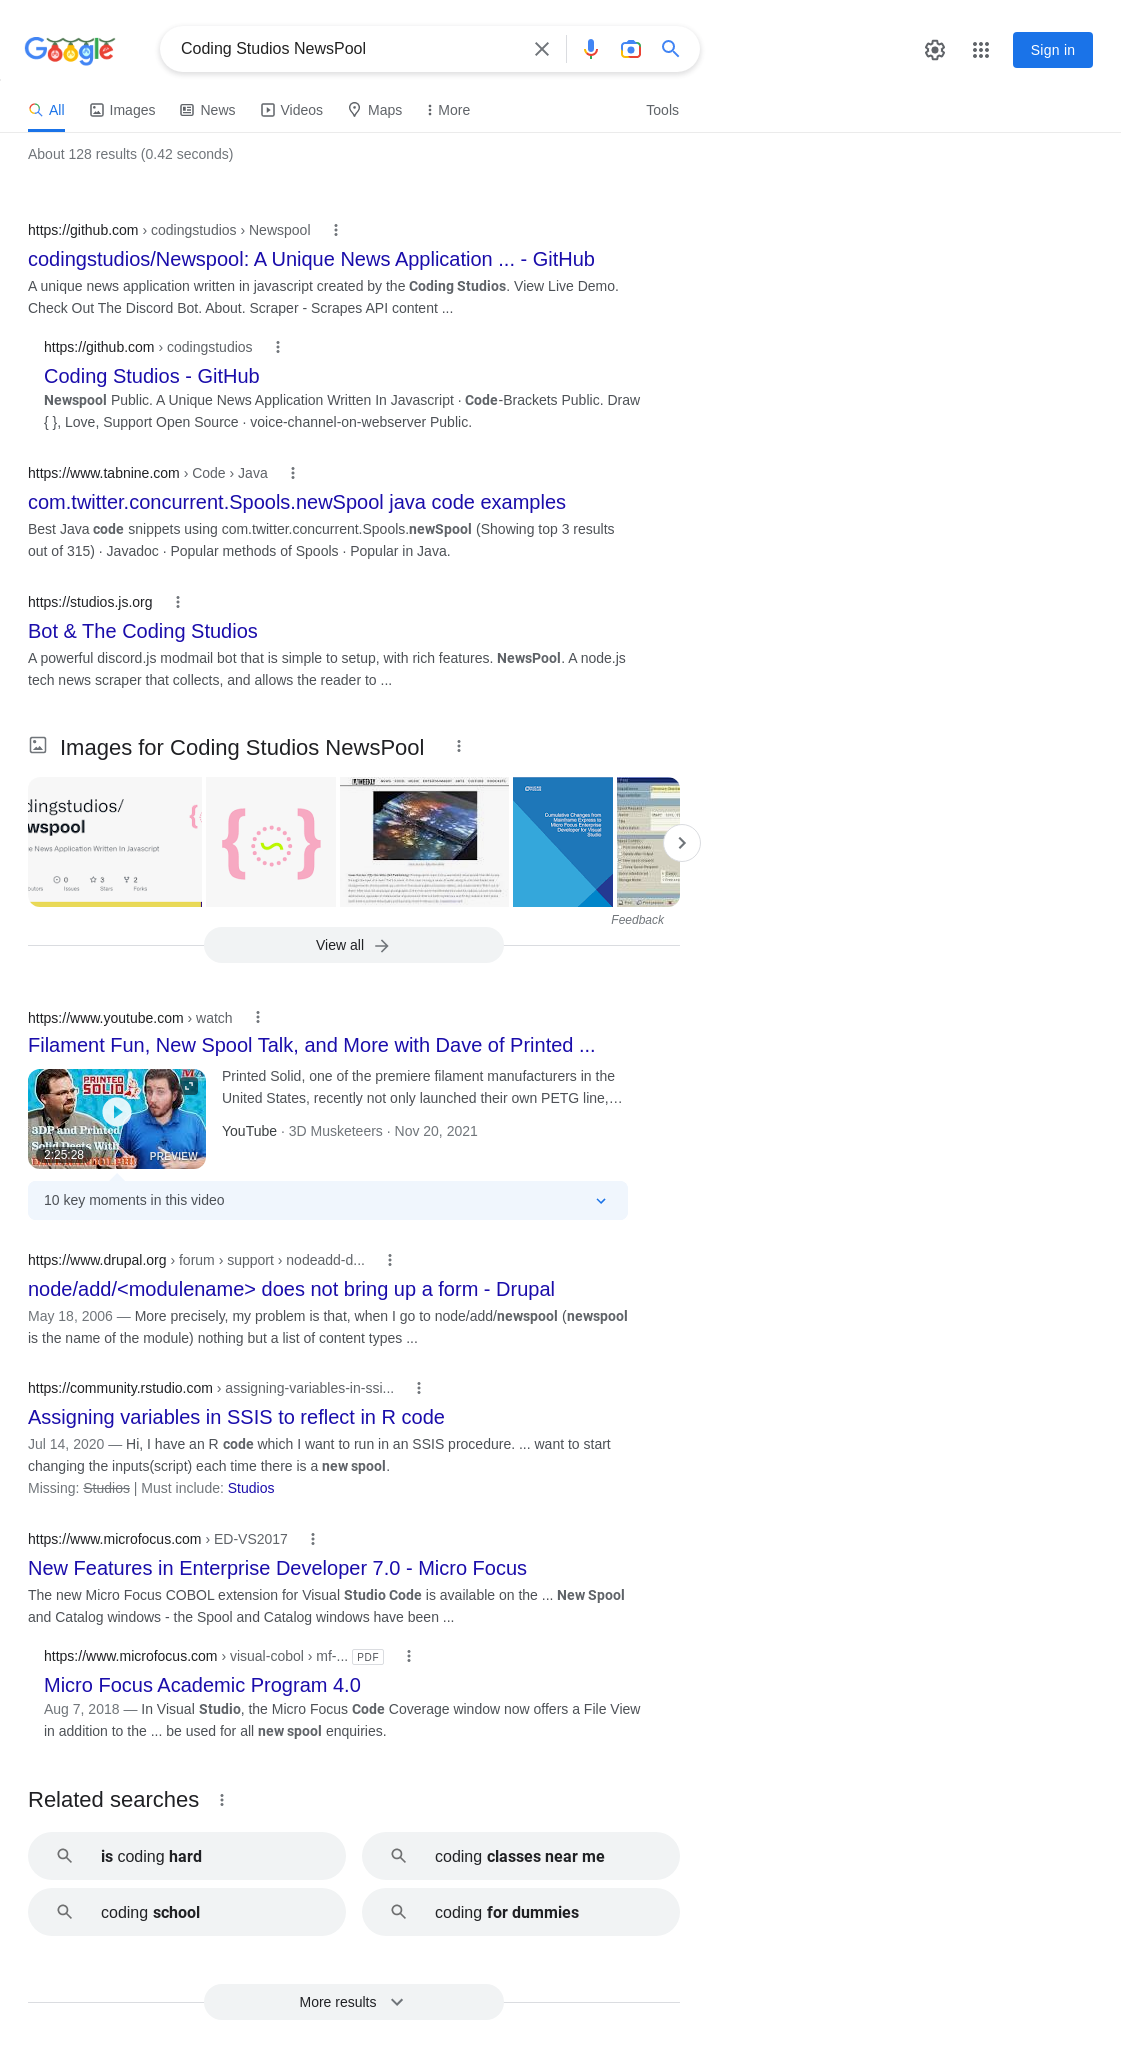 Google
Coding Studios NewsPool
Sign in
All
Images
News
Videos
Maps
More
Tools
About 128 results (0.42 seconds)
https://github.com › codingstudios › Newspool
codingstudios/Newspool: A Unique News Application ... - GitHub
A unique news application written in javascript created by the Coding Studios. View Live Demo.
Check Out The Discord Bot. About. Scraper - Scrapes API content ...
https://github.com › codingstudios
Coding Studios - GitHub
Newspool Public. A Unique News Application Written In Javascript · Code-Brackets Public. Draw
{ }, Love, Support Open Source · voice-channel-on-webserver Public.
https://www.tabnine.com › Code › Java
com.twitter.concurrent.Spools.newSpool java code examples
Best Java code snippets using com.twitter.concurrent.Spools.newSpool (Showing top 3 results
out of 315) · Javadoc · Popular methods of Spools · Popular in Java.
https://studios.js.org
Bot & The Coding Studios
A powerful discord.js modmail bot that is simple to setup, with rich features. NewsPool. A node.js
tech news scraper that collects, and allows the reader to ...
Images for Coding Studios NewsPool
dingstudios/
wspool
e News Application Written In Javascript
0
3
2
Issues
Stars
Forks
Cumulative Changes from
Mainframe Express to
Micro Focus Enterprise
Developer for Visual
Studio
Feedback
View all
https://www.youtube.com › watch
Filament Fun, New Spool Talk, and More with Dave of Printed ...
PRINTED
SOLID
3DP and Printed
Solid Deets With
2:25:28
PREVIEW
Printed Solid, one of the premiere filament manufacturers in the
United States, recently not only launched their own PETG line,…
YouTube · 3D Musketeers · Nov 20, 2021
10 key moments in this video
https://www.drupal.org › forum › support › nodeadd-d...
node/add/<modulename> does not bring up a form - Drupal
May 18, 2006 — More precisely, my problem is that, when I go to node/add/newspool (newspool
is the name of the module) nothing but a list of content types ...
https://community.rstudio.com › assigning-variables-in-ssi...
Assigning variables in SSIS to reflect in R code
Jul 14, 2020 — Hi, I have an R code which I want to run in an SSIS procedure. ... want to start
changing the inputs(script) each time there is a new spool.
Missing: Studios | Must include: Studios
https://www.microfocus.com › ED-VS2017
New Features in Enterprise Developer 7.0 - Micro Focus
The new Micro Focus COBOL extension for Visual Studio Code is available on the ... New Spool
and Catalog windows - the Spool and Catalog windows have been ...
https://www.microfocus.com › visual-cobol › mf-... PDF
Micro Focus Academic Program 4.0
Aug 7, 2018 — In Visual Studio, the Micro Focus Code Coverage window now offers a File View
in addition to the ... be used for all new spool enquiries.
Related searches
is coding hard
coding classes near me
coding school
coding for dummies
More results